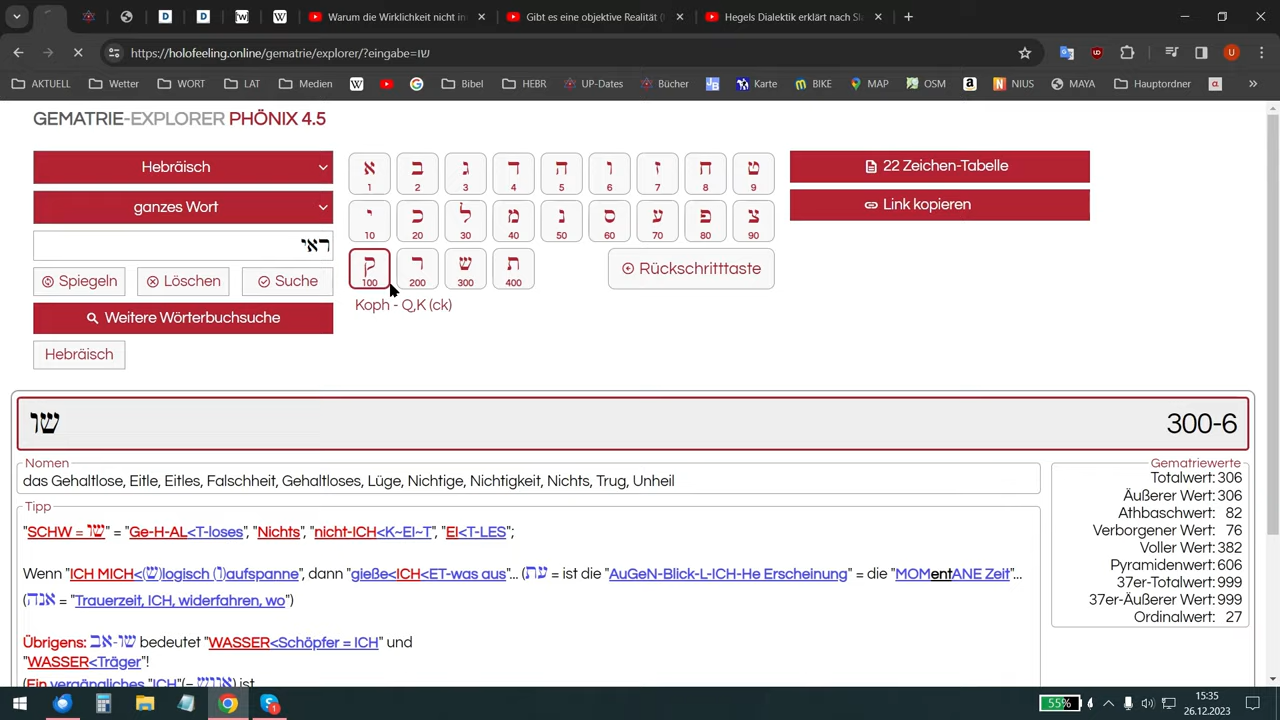 Warum die Wirklichkeit nicht in
Gibt es eine objektive Realität (
Hegels Dialektik erklärt nach Sk
https://holofeeling.online/gematrie/explorer/?eingabe=שו
AKTUELL Wetter WORT LAT Medien Bibel HEBR UP-Dates Bücher Karte BIKE MAP OSM NIUS MAYA Hauptordner
GEMATRIE-EXPLORER PHÖNIX 4.5
Hebräisch
ganzes Wort
ראי
Spiegeln Löschen Suche
Weitere Wörterbuchsuche
Hebräisch
א ב ג ד ה ו ז ח ט
1 2 3 4 5 6 7 8 9
י כ ל מ נ ס ע פ צ
10 20 30 40 50 60 70 80 90
ק ר ש ת
100 200 300 400
Rückschritttaste
Koph - Q,K (ck)
22 Zeichen-Tabelle
Link kopieren
שו 300-6
Nomen
das Gehaltlose, Eitle, Eitles, Falschheit, Gehaltloses, Lüge, Nichtige, Nichtigkeit, Nichts, Trug, Unheil
Tipp
"SCHW = שו" = "Ge-H-AL<T-loses", "Nichts", "nicht-ICH<K~EI~T", "EI<T-LES";
Wenn "ICH MICH<(ש)logisch (ו)aufspanne", dann "gieße<ICH<ET-was aus"... (עת = ist die "AuGeN-Blick-L-ICH-He Erscheinung" = die "MOMentANE Zeit"...
(אנה = "Trauerzeit, ICH, widerfahren, wo")
Übrigens: שו-אב bedeutet "WASSER<Schöpfer = ICH" und
"WASSER<Träger"!
(Ein vergängliches "ICH"(= אנוש) ist
Gematriewerte
Totalwert: 306
Äußerer Wert: 306
Athbaschwert: 82
Verborgener Wert: 76
Voller Wert: 382
Pyramidenwert: 606
37er-Totalwert: 999
37er-Äußerer Wert: 999
Ordinalwert: 27
55%
15:35
26.12.2023